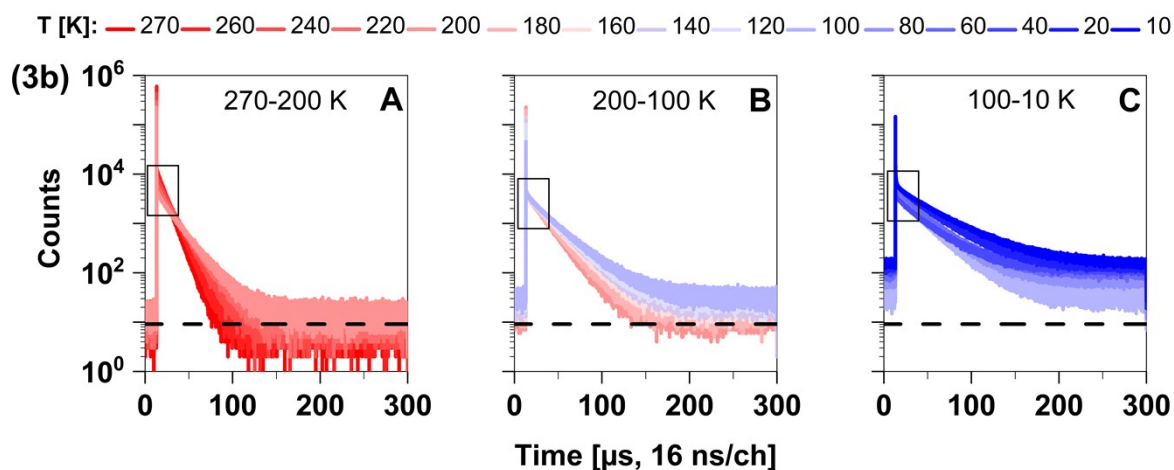 T [K]: 270 260 240 220 200 180 160 140 120 100 80 60 40 20 10
(3b)
270-200 K A 200-100 K B 100-10 K C
10⁶
10⁴
10²
10⁰
Counts
0 100 200 300 0 100 200 300 0 100 200 300
Time [µs, 16 ns/ch]